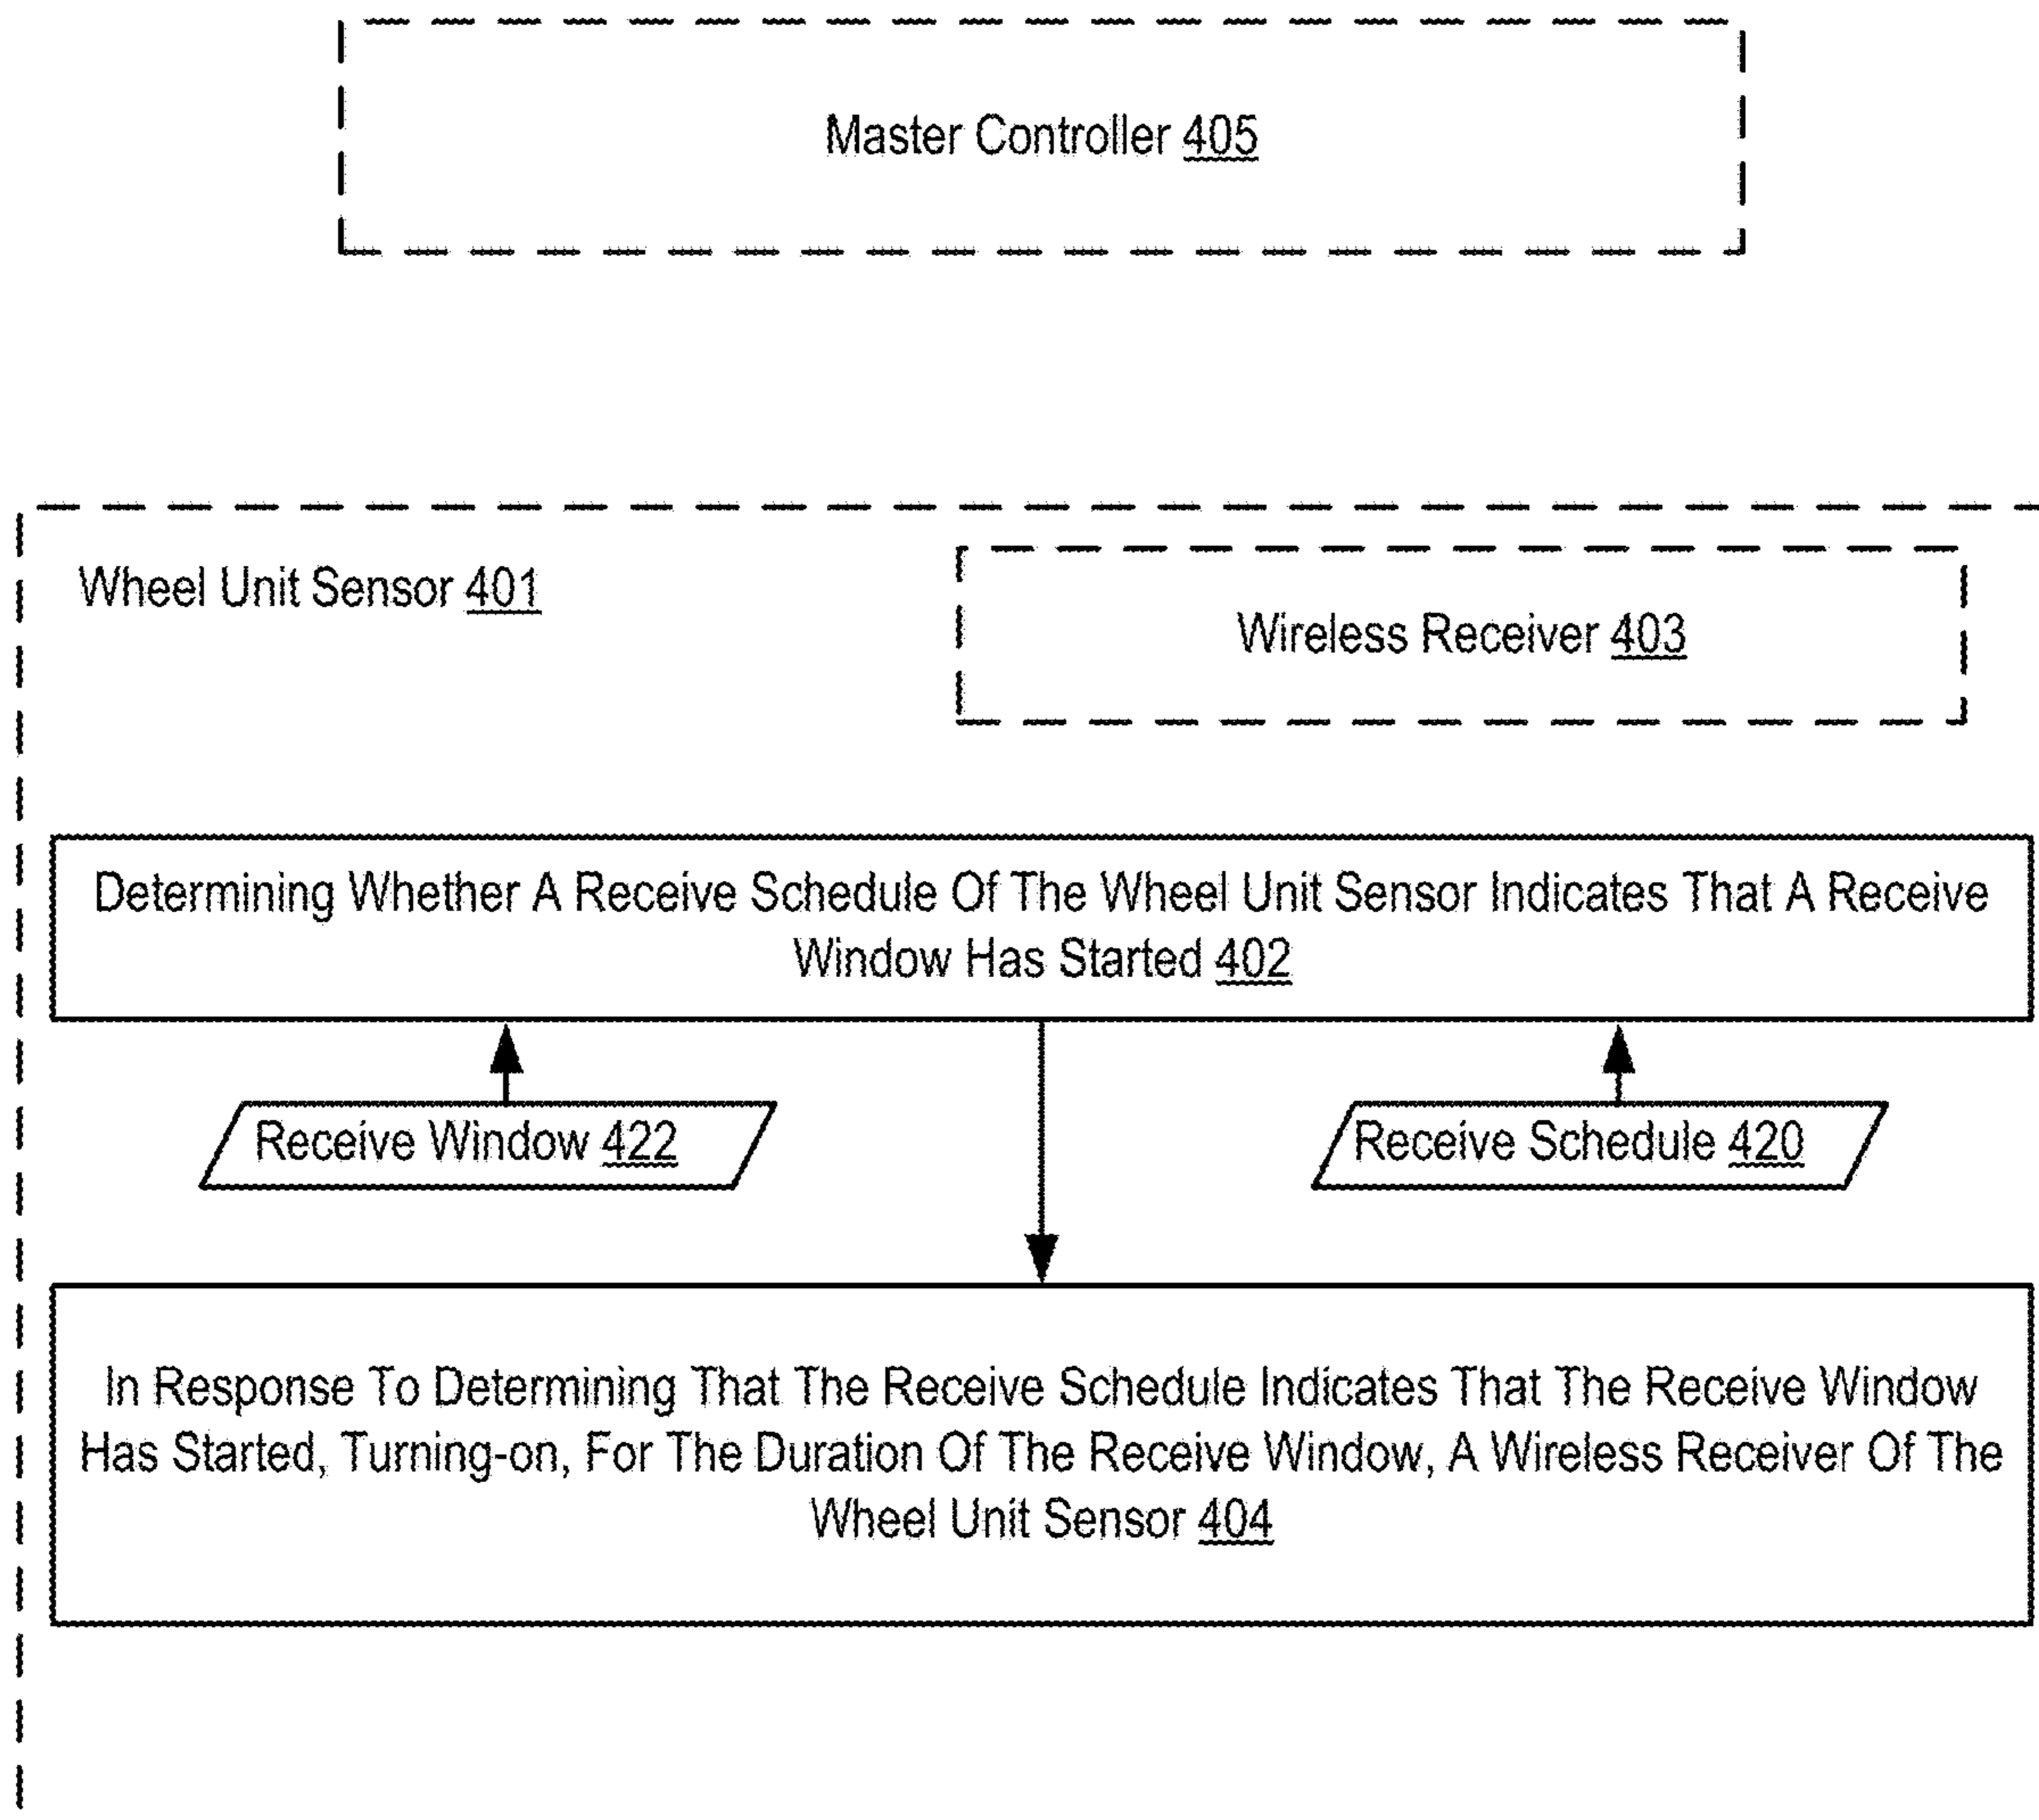 Master Controller 405
Wheel Unit Sensor 401
Wireless Receiver 403
Determining Whether A Receive Schedule Of The Wheel Unit Sensor Indicates That A Receive
Window Has Started 402
Receive Window 422
Receive Schedule 420
In Response To Determining That The Receive Schedule Indicates That The Receive Window
Has Started, Turning-on, For The Duration Of The Receive Window, A Wireless Receiver Of The
Wheel Unit Sensor 404